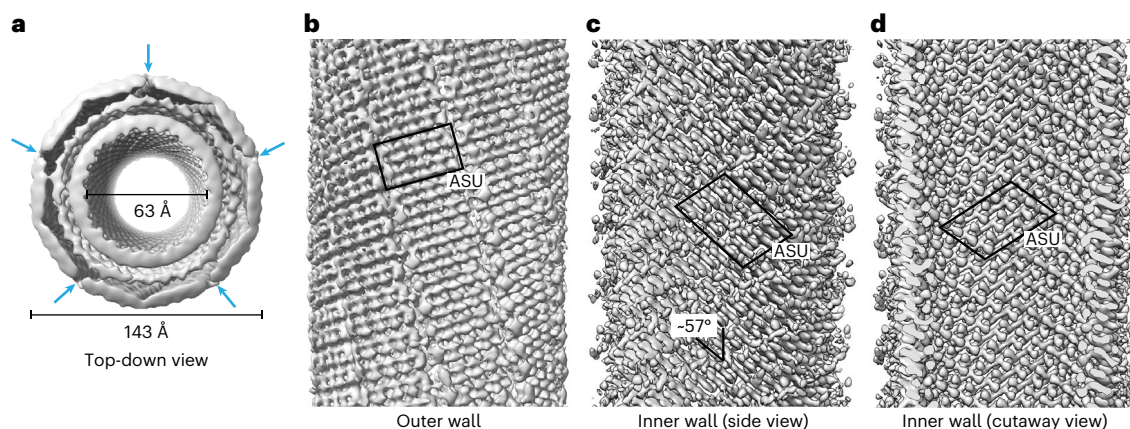 a
63 Å
143 Å
Top-down view
b
ASU
Outer wall
c
ASU
~57°
Inner wall (side view)
d
ASU
Inner wall (cutaway view)